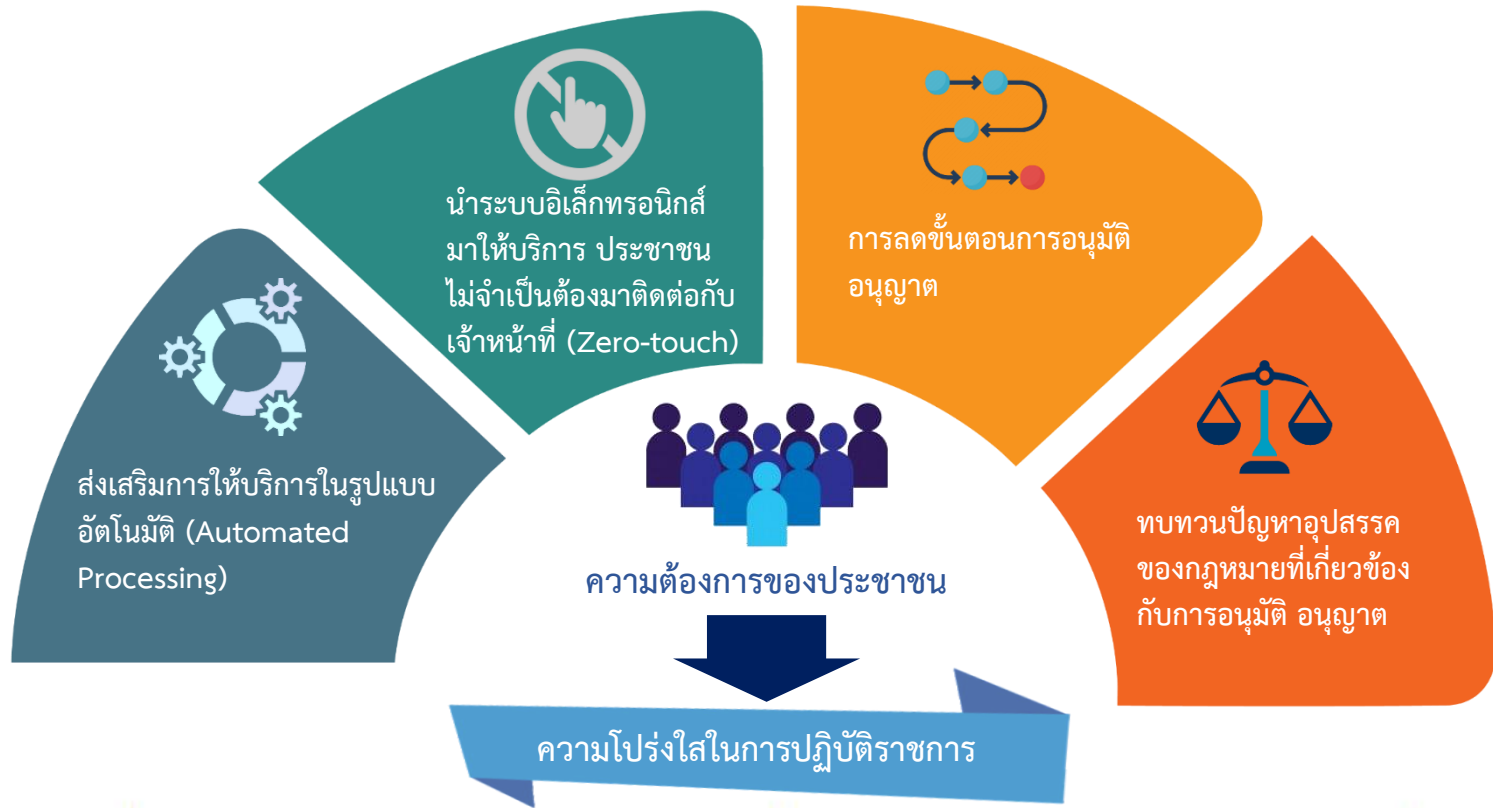 นำระบบอิเล็กทรอนิกส์
มาให้บริการ ประชาชน
ไม่จำเป็นต้องมาติดต่อกับ
เจ้าหน้าที่ (Zero-touch)
การลดขั้นตอนการอนุมัติ
อนุญาต
ส่งเสริมการให้บริการในรูปแบบ
อัตโนมัติ (Automated
Processing)
ทบทวนปัญหาอุปสรรค
ของกฎหมายที่เกี่ยวข้อง
กับการอนุมัติ อนุญาต
ความต้องการของประชาชน
ความโปร่งใสในการปฏิบัติราชการ